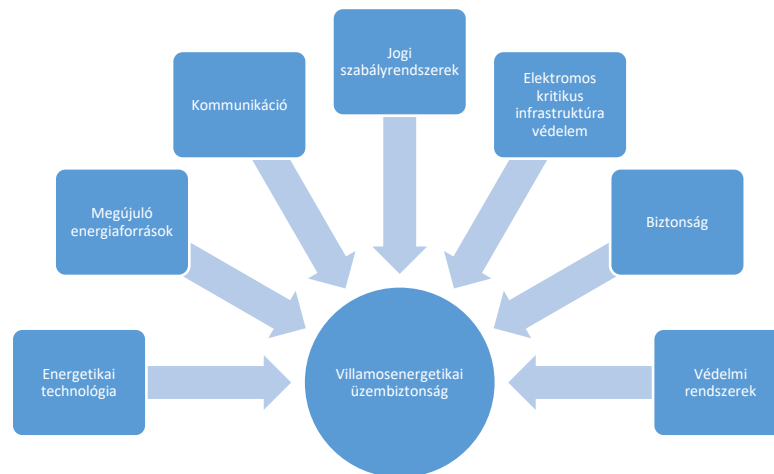 Jogi
szabályrendszerek
Kommunikáció
Elektromos
kritikus
infrastruktúra
védelem
Megújuló
energiaforrások
Biztonság
Energetikai
technológia
Villamosenergetikai
üzembiztonság
Védelmi
rendszerek